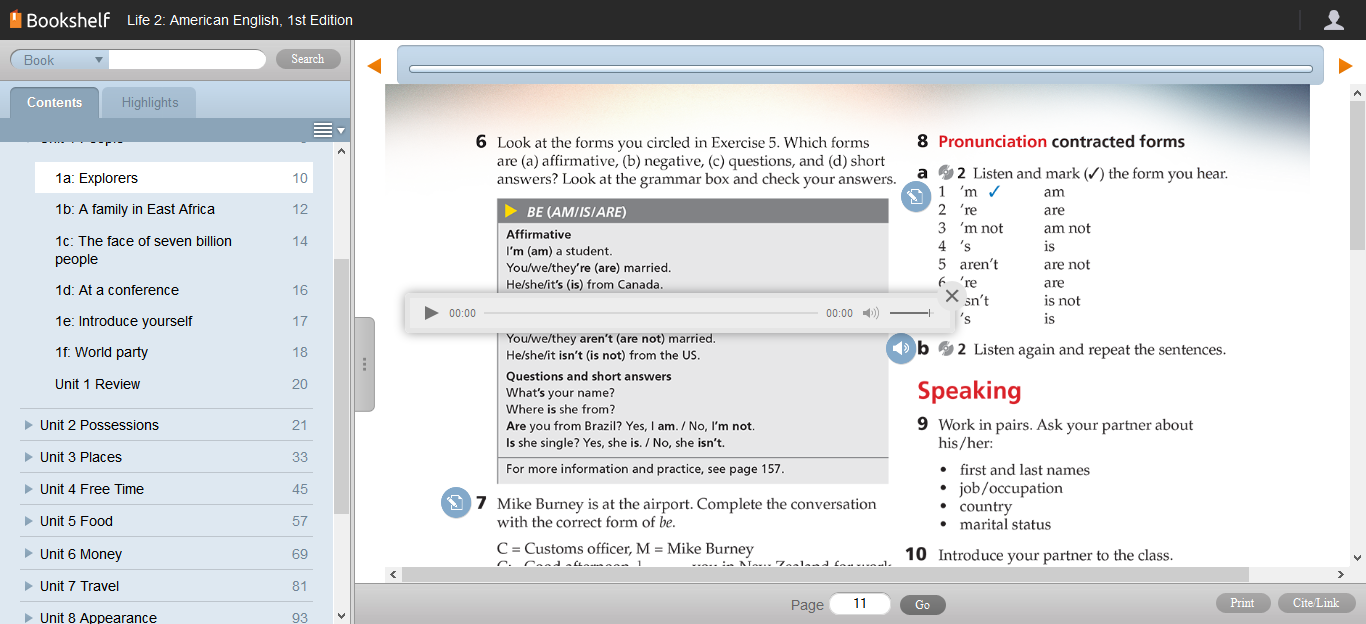 Bookshelf Life 2: American English, 1st Edition
Book
Search
Contents Highlights
1a: Explorers 10
1b: A family in East Africa 12
1c: The face of seven billion 14
people
1d: At a conference 16
1e: Introduce yourself 17
1f: World party 18
Unit 1 Review 20
Unit 2 Possessions 21
Unit 3 Places 33
Unit 4 Free Time 45
Unit 5 Food 57
Unit 6 Money 69
Unit 7 Travel 81
Unit 8 Appearance 93
6 Look at the forms you circled in Exercise 5. Which forms
are (a) affirmative, (b) negative, (c) questions, and (d) short
answers? Look at the grammar box and check your answers.
BE (AM/IS/ARE)
Affirmative
I'm (am) a student.
You/we/they're (are) married.
He/she/it's (is) from Canada.
00:00 00:00
You/we/they aren't (are not) married.
He/she/it isn't (is not) from the US.
Questions and short answers
What's your name?
Where is she from?
Are you from Brazil? Yes, I am. / No, I'm not.
Is she single? Yes, she is. / No, she isn't.
For more information and practice, see page 157.
7 Mike Burney is at the airport. Complete the conversation
with the correct form of be.
C = Customs officer, M = Mike Burney
8 Pronunciation contracted forms
a 2 Listen and mark (✓) the form you hear.
1 'm ✓ am
2 're are
3 'm not am not
4 's is
5 aren't are not
6 're are
is not
's is
b 2 Listen again and repeat the sentences.
Speaking
9 Work in pairs. Ask your partner about
his/her:
• first and last names
• job/occupation
• country
• marital status
10 Introduce your partner to the class.
Page 11 Go
Print Cite/Link